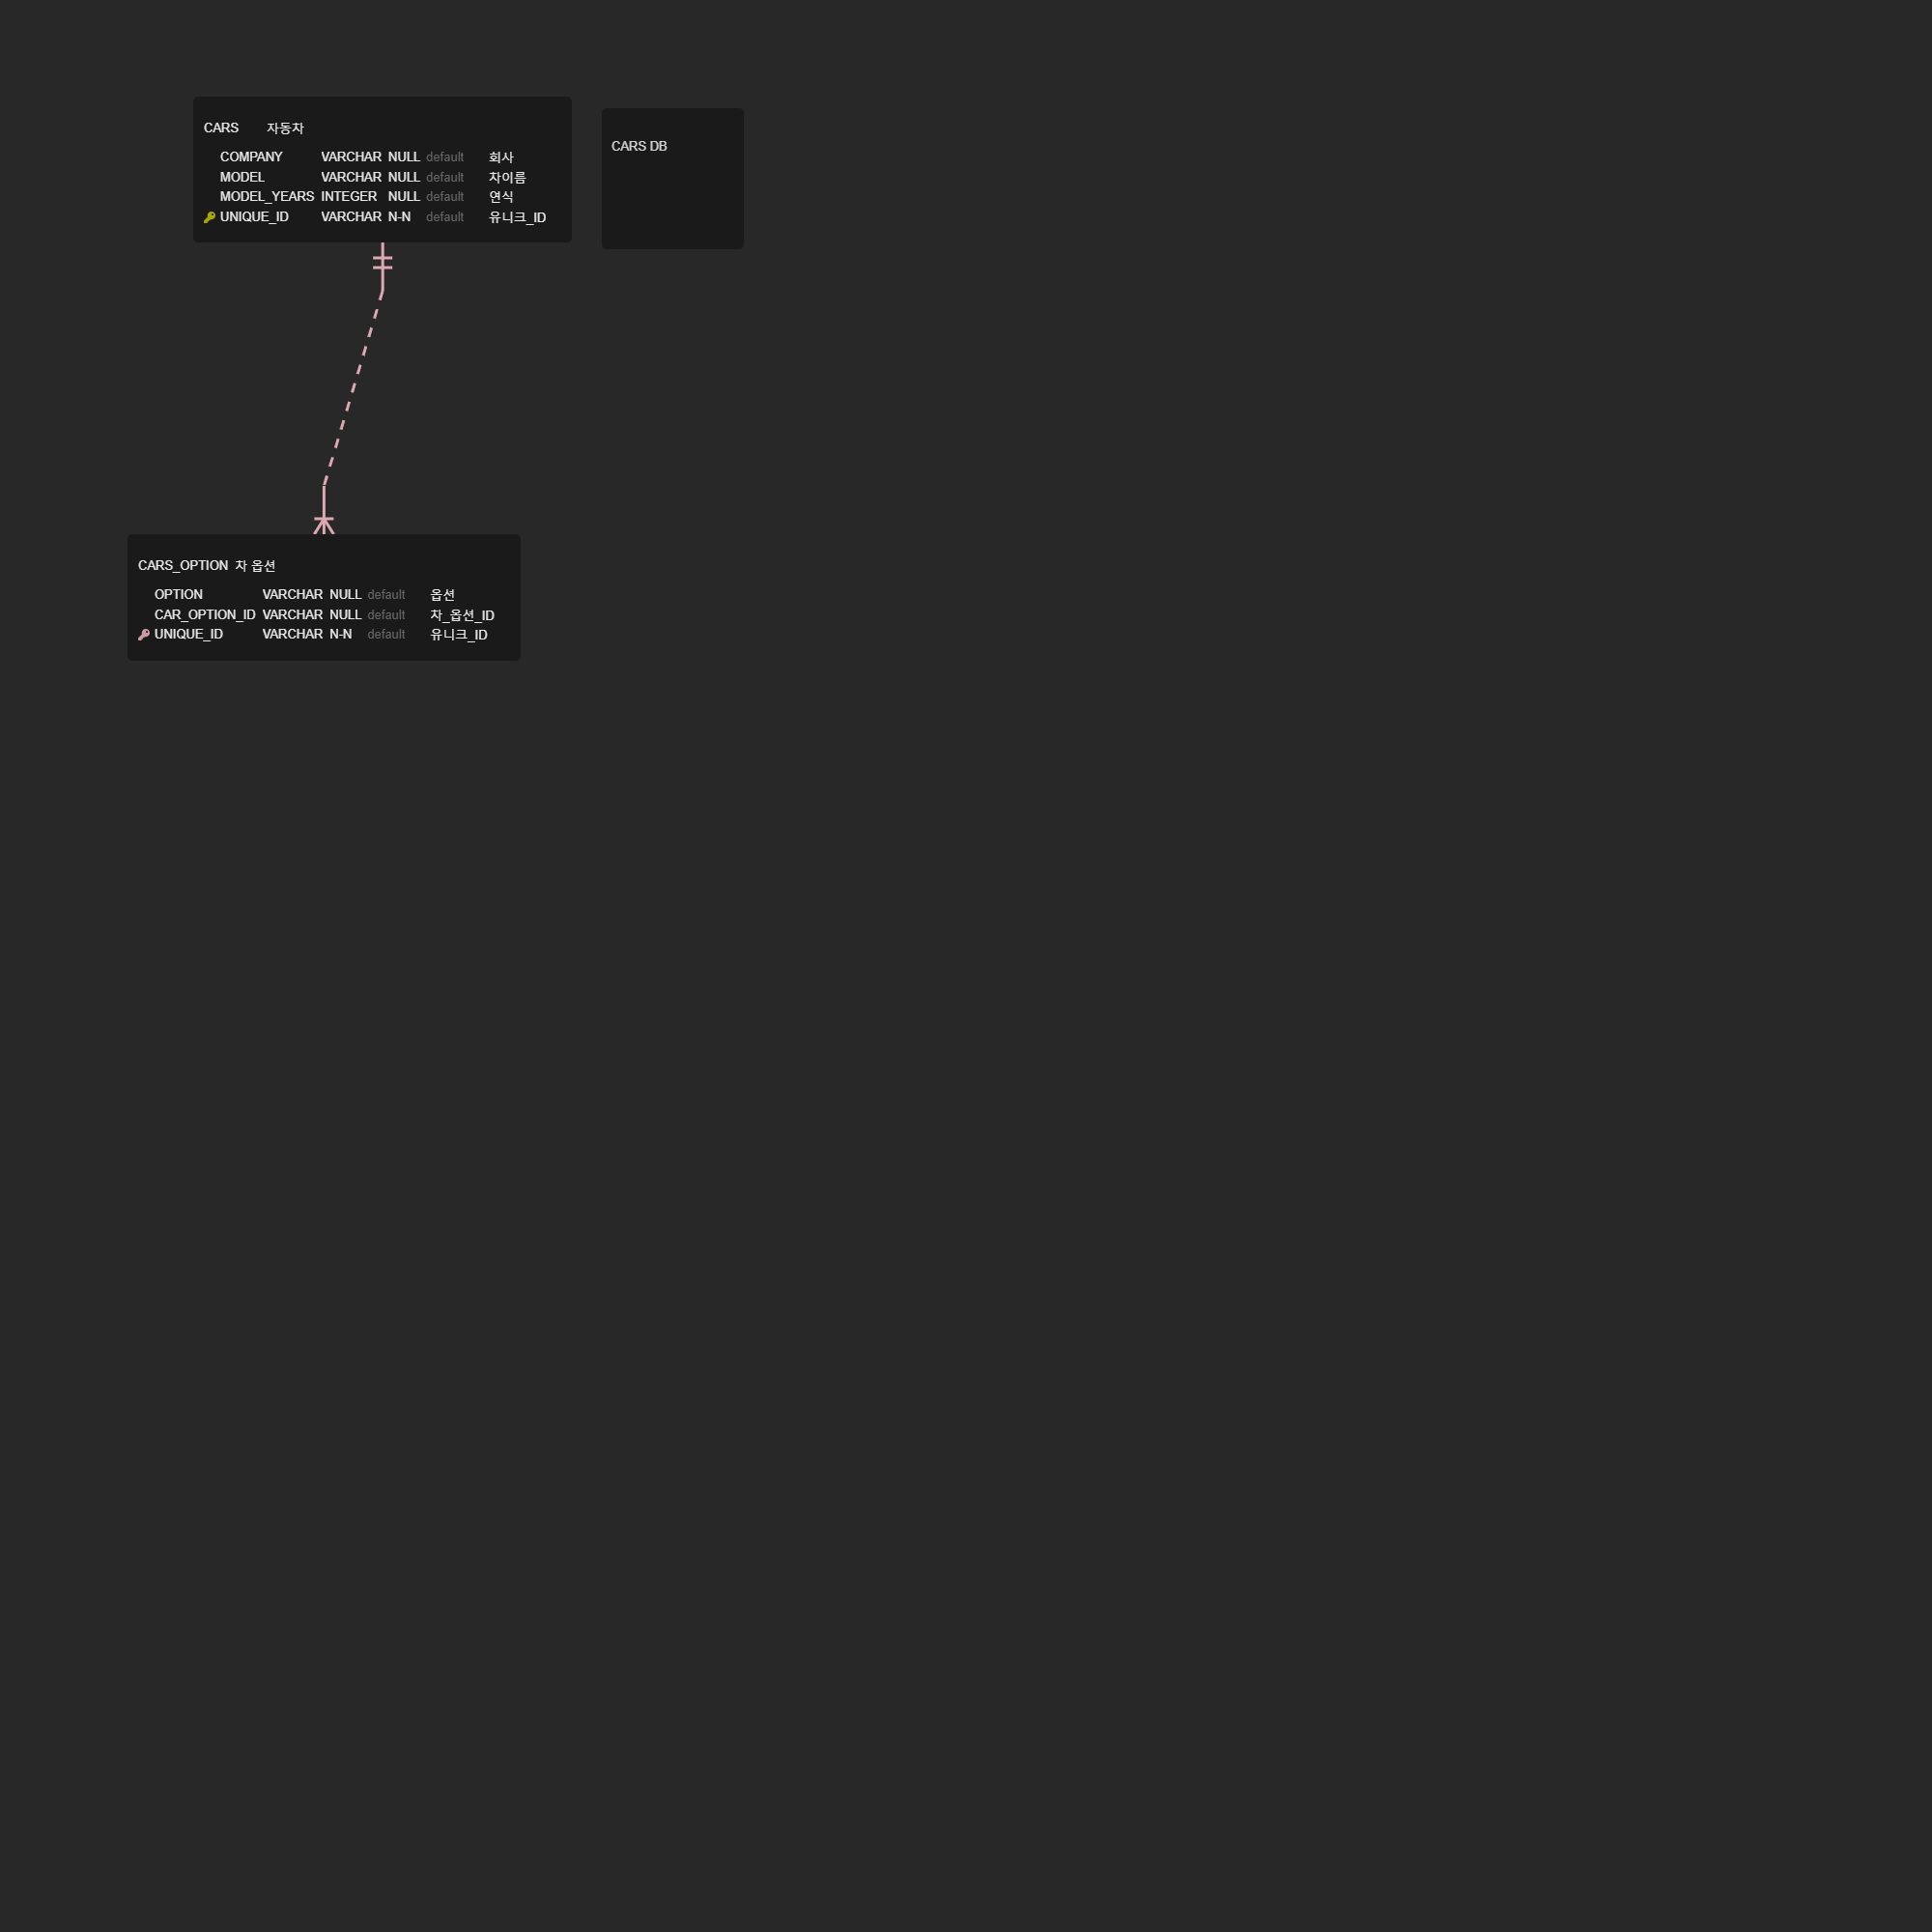 CARS 자동차
COMPANY VARCHAR NULL default 회사
MODEL VARCHAR NULL default 차이름
MODEL_YEARS INTEGER NULL default 연식
UNIQUE_ID VARCHAR N-N default 유니크_ID
CARS DB
CARS_OPTION 차 옵션
OPTION VARCHAR NULL default 옵션
CAR_OPTION_ID VARCHAR NULL default 차_옵션_ID
UNIQUE_ID VARCHAR N-N default 유니크_ID